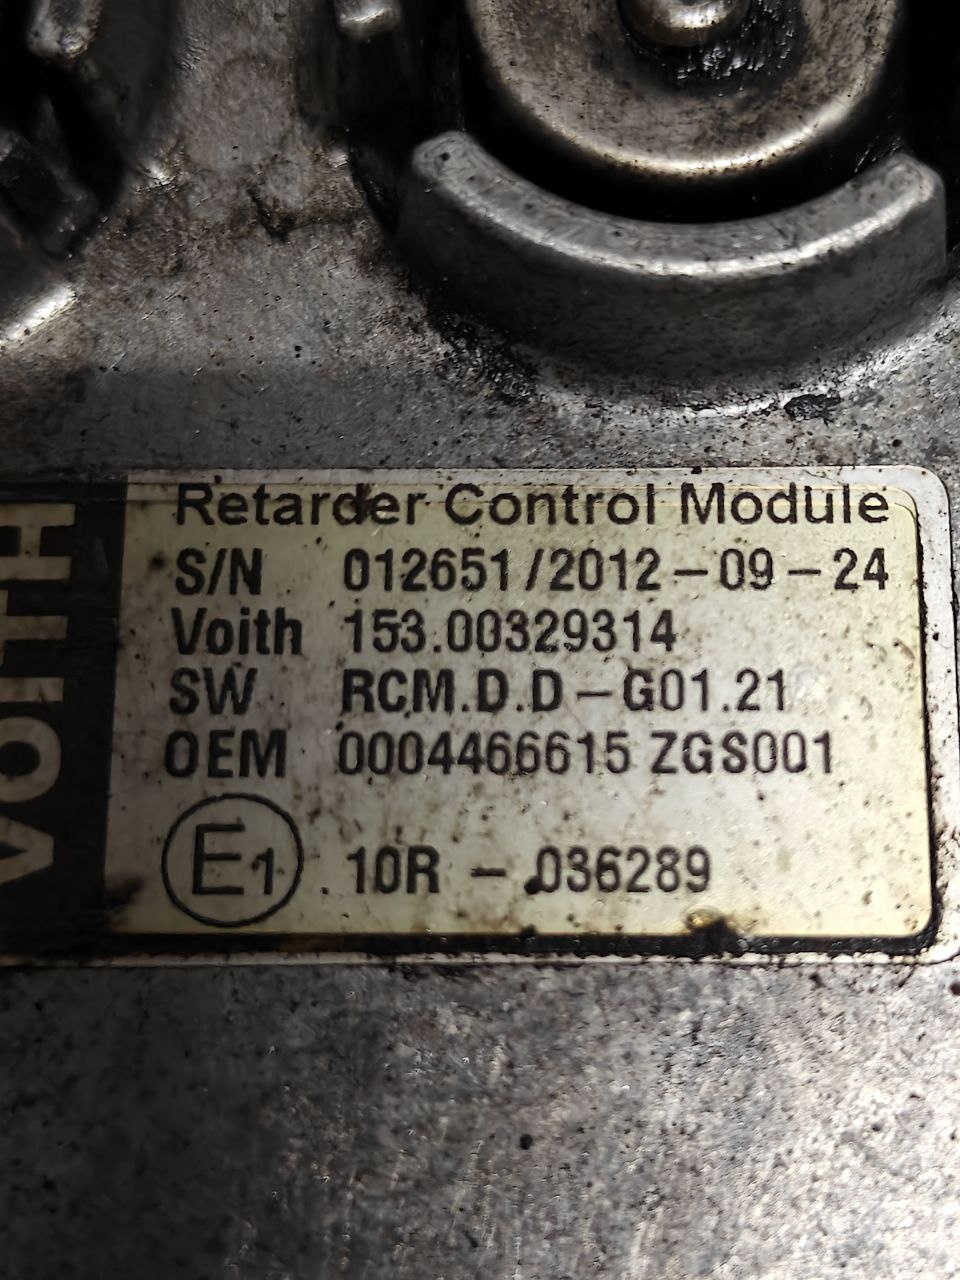 VOITH
Retarder Control Module
S/N 012651/2012-09-24
Voith 153.00329314
SW RCM.D.D-G01.21
OEM 0004466615 ZGS001
E1 10R - 036289